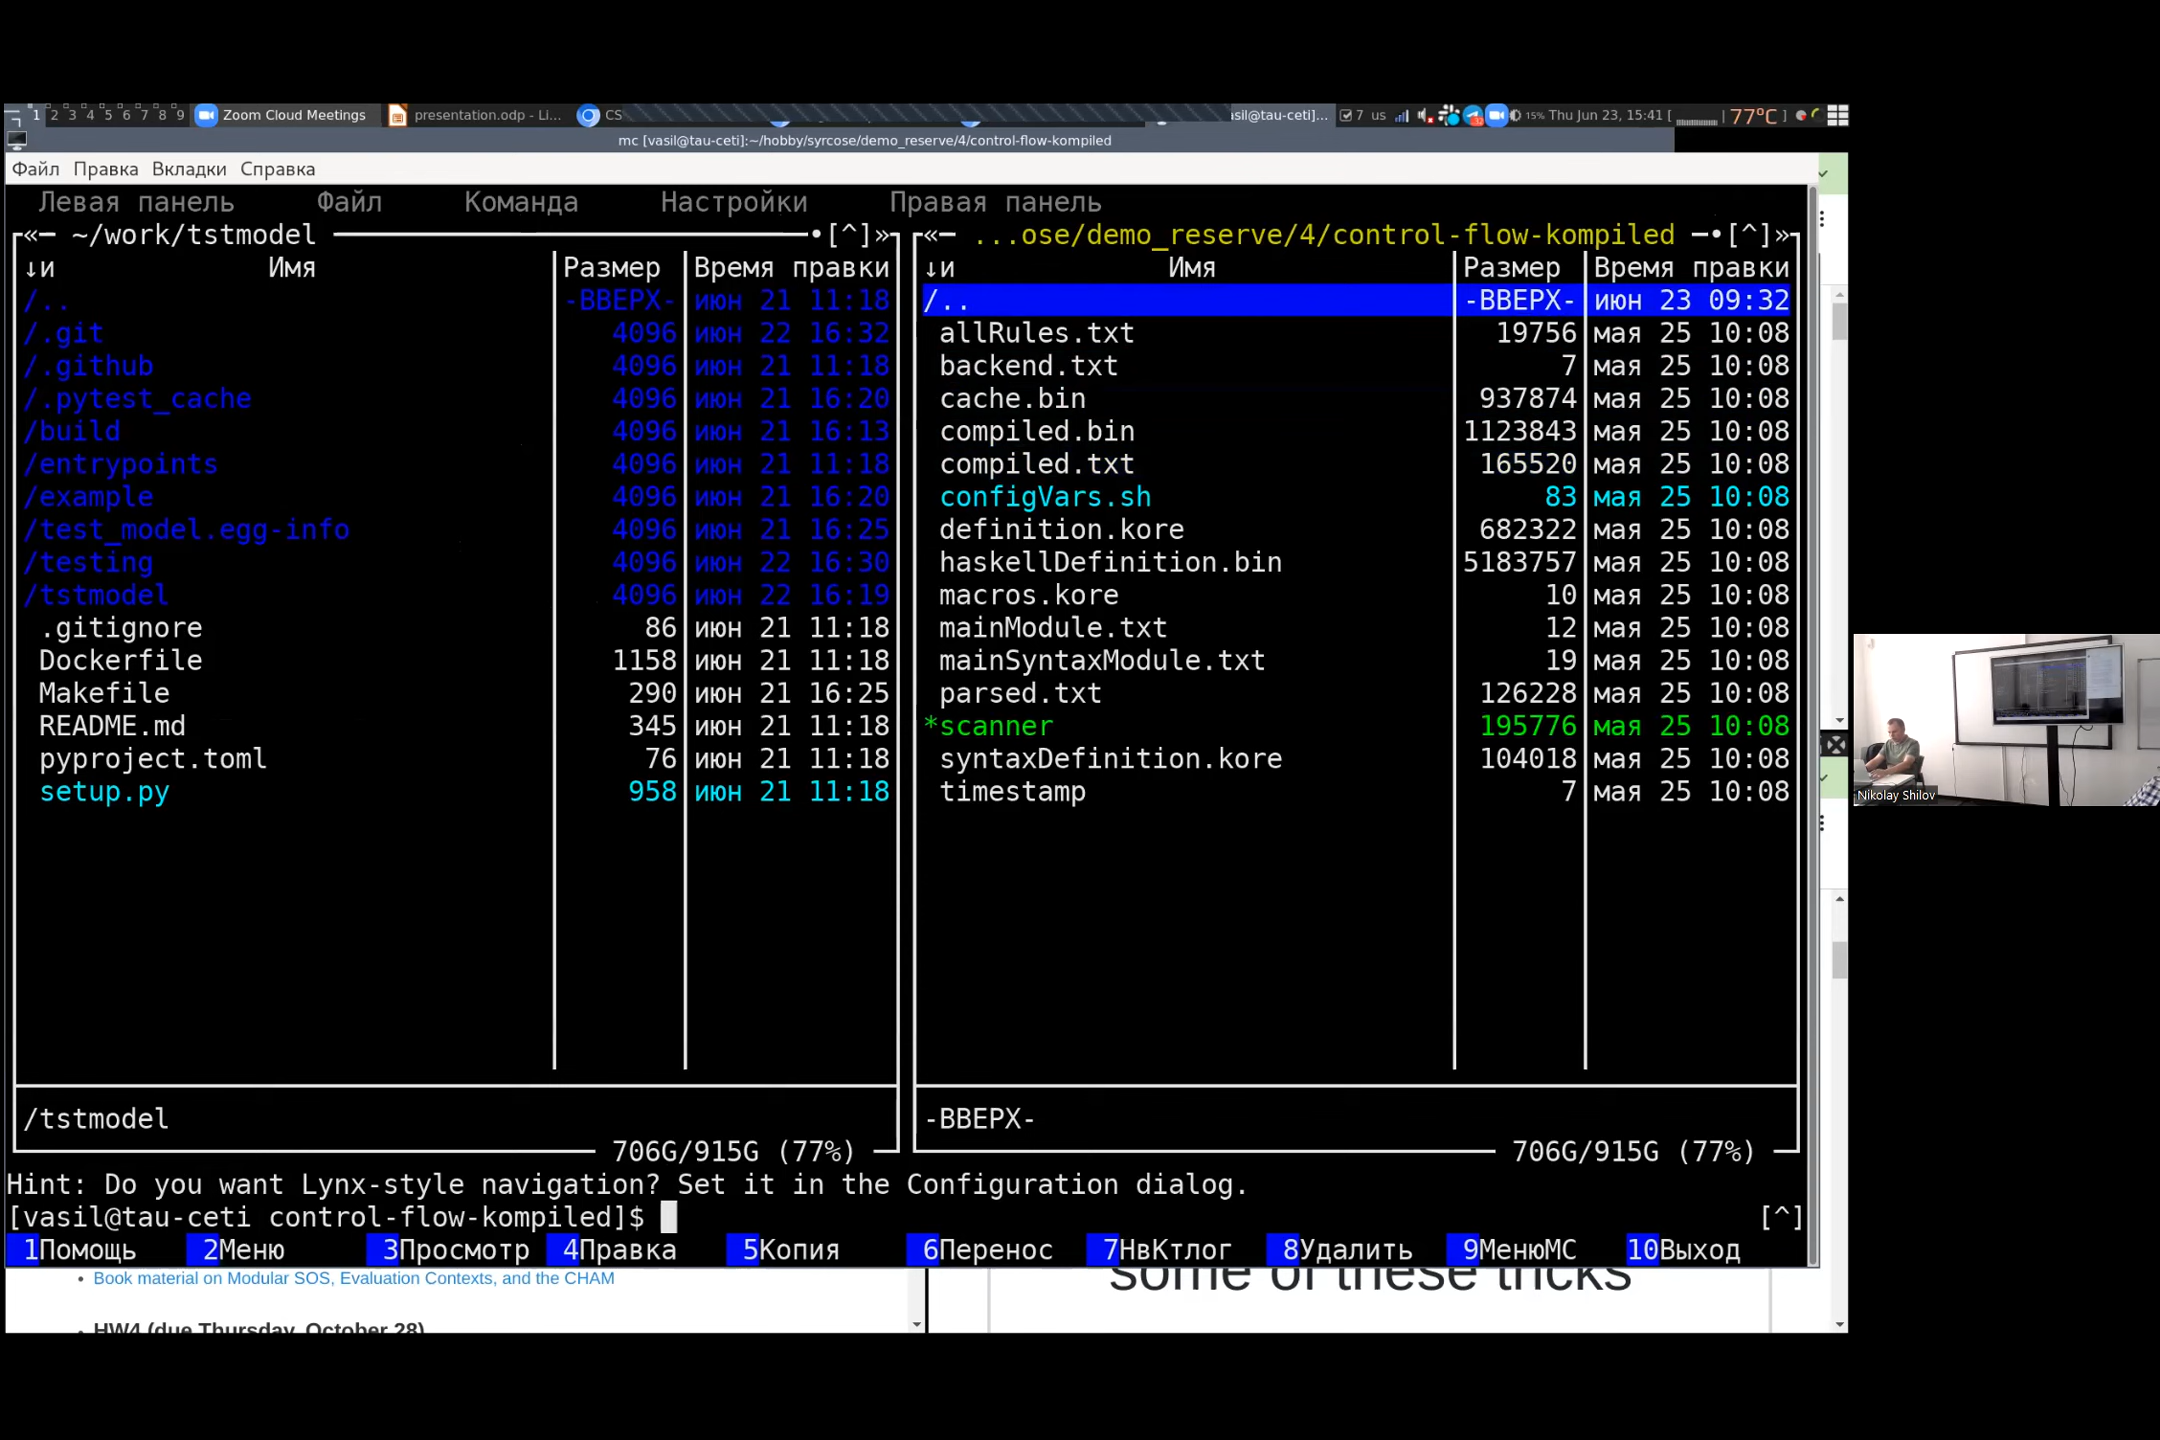 1 2 3 4 5 6 7 8 9 Zoom Cloud Meetings presentation.odp - Li... CS asil@tau-ceti]... 7 us 15% Thu Jun 23, 15:41 [ | 77°C ]
mc [vasil@tau-ceti]:~/hobby/syrcose/demo_reserve/4/control-flow-kompiled
Файл Правка Вкладки Справка
Левая панель Файл Команда Настройки Правая панель
«─ ~/work/tstmodel •[^]» «─ ...ose/demo_reserve/4/control-flow-kompiled ─•[^]»
↓и Имя Размер Время правки ↓и Имя Размер Время правки
/.. -ВВЕРХ- июн 21 11:18 /.. -ВВЕРХ- июн 23 09:32
/.git 4096 июн 22 16:32 allRules.txt 19756 мая 25 10:08
/.github 4096 июн 21 11:18 backend.txt 7 мая 25 10:08
/.pytest_cache 4096 июн 21 16:20 cache.bin 937874 мая 25 10:08
/build 4096 июн 21 16:13 compiled.bin 1123843 мая 25 10:08
/entrypoints 4096 июн 21 11:18 compiled.txt 165520 мая 25 10:08
/example 4096 июн 21 16:20 configVars.sh 83 мая 25 10:08
/test_model.egg-info 4096 июн 21 16:25 definition.kore 682322 мая 25 10:08
/testing 4096 июн 22 16:30 haskellDefinition.bin 5183757 мая 25 10:08
/tstmodel 4096 июн 22 16:19 macros.kore 10 мая 25 10:08
.gitignore 86 июн 21 11:18 mainModule.txt 12 мая 25 10:08
Dockerfile 1158 июн 21 11:18 mainSyntaxModule.txt 19 мая 25 10:08
Makefile 290 июн 21 16:25 parsed.txt 126228 мая 25 10:08
README.md 345 июн 21 11:18 *scanner 195776 мая 25 10:08
pyproject.toml 76 июн 21 11:18 syntaxDefinition.kore 104018 мая 25 10:08
setup.py 958 июн 21 11:18 timestamp 7 мая 25 10:08
Nikolay Shilov
/tstmodel -ВВЕРХ-
706G/915G (77%) 706G/915G (77%)
Hint: Do you want Lynx-style navigation? Set it in the Configuration dialog.
[vasil@tau-ceti control-flow-kompiled]$ [^]
1Помощь 2Меню 3Просмотр 4Правка 5Копия 6Перенос 7НвКтлог 8Удалить 9МенюMC 10Выход
• Book material on Modular SOS, Evaluation Contexts, and the CHAM
some of these tricks
• HW4 (due Thursday, October 28)